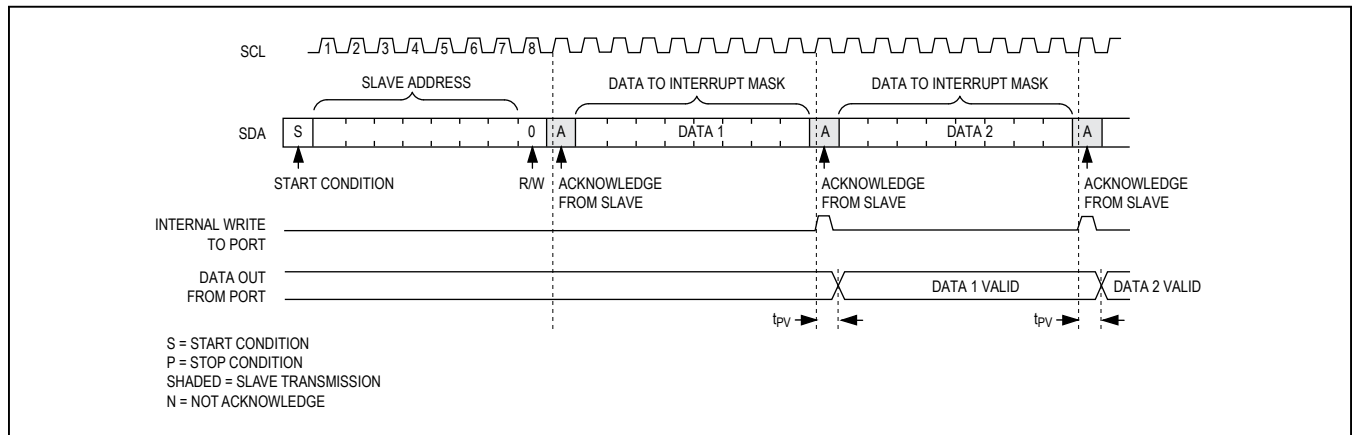 SCL 1 2 3 4 5 6 7 8
SLAVE ADDRESS DATA TO INTERRUPT MASK DATA TO INTERRUPT MASK
SDA S 0 A DATA 1 A DATA 2 A
START CONDITION R/W ACKNOWLEDGE FROM SLAVE ACKNOWLEDGE FROM SLAVE ACKNOWLEDGE FROM SLAVE
INTERNAL WRITE
TO PORT
DATA OUT
FROM PORT
DATA 1 VALID DATA 2 VALID
tPV tPV
S = START CONDITION
P = STOP CONDITION
SHADED = SLAVE TRANSMISSION
N = NOT ACKNOWLEDGE